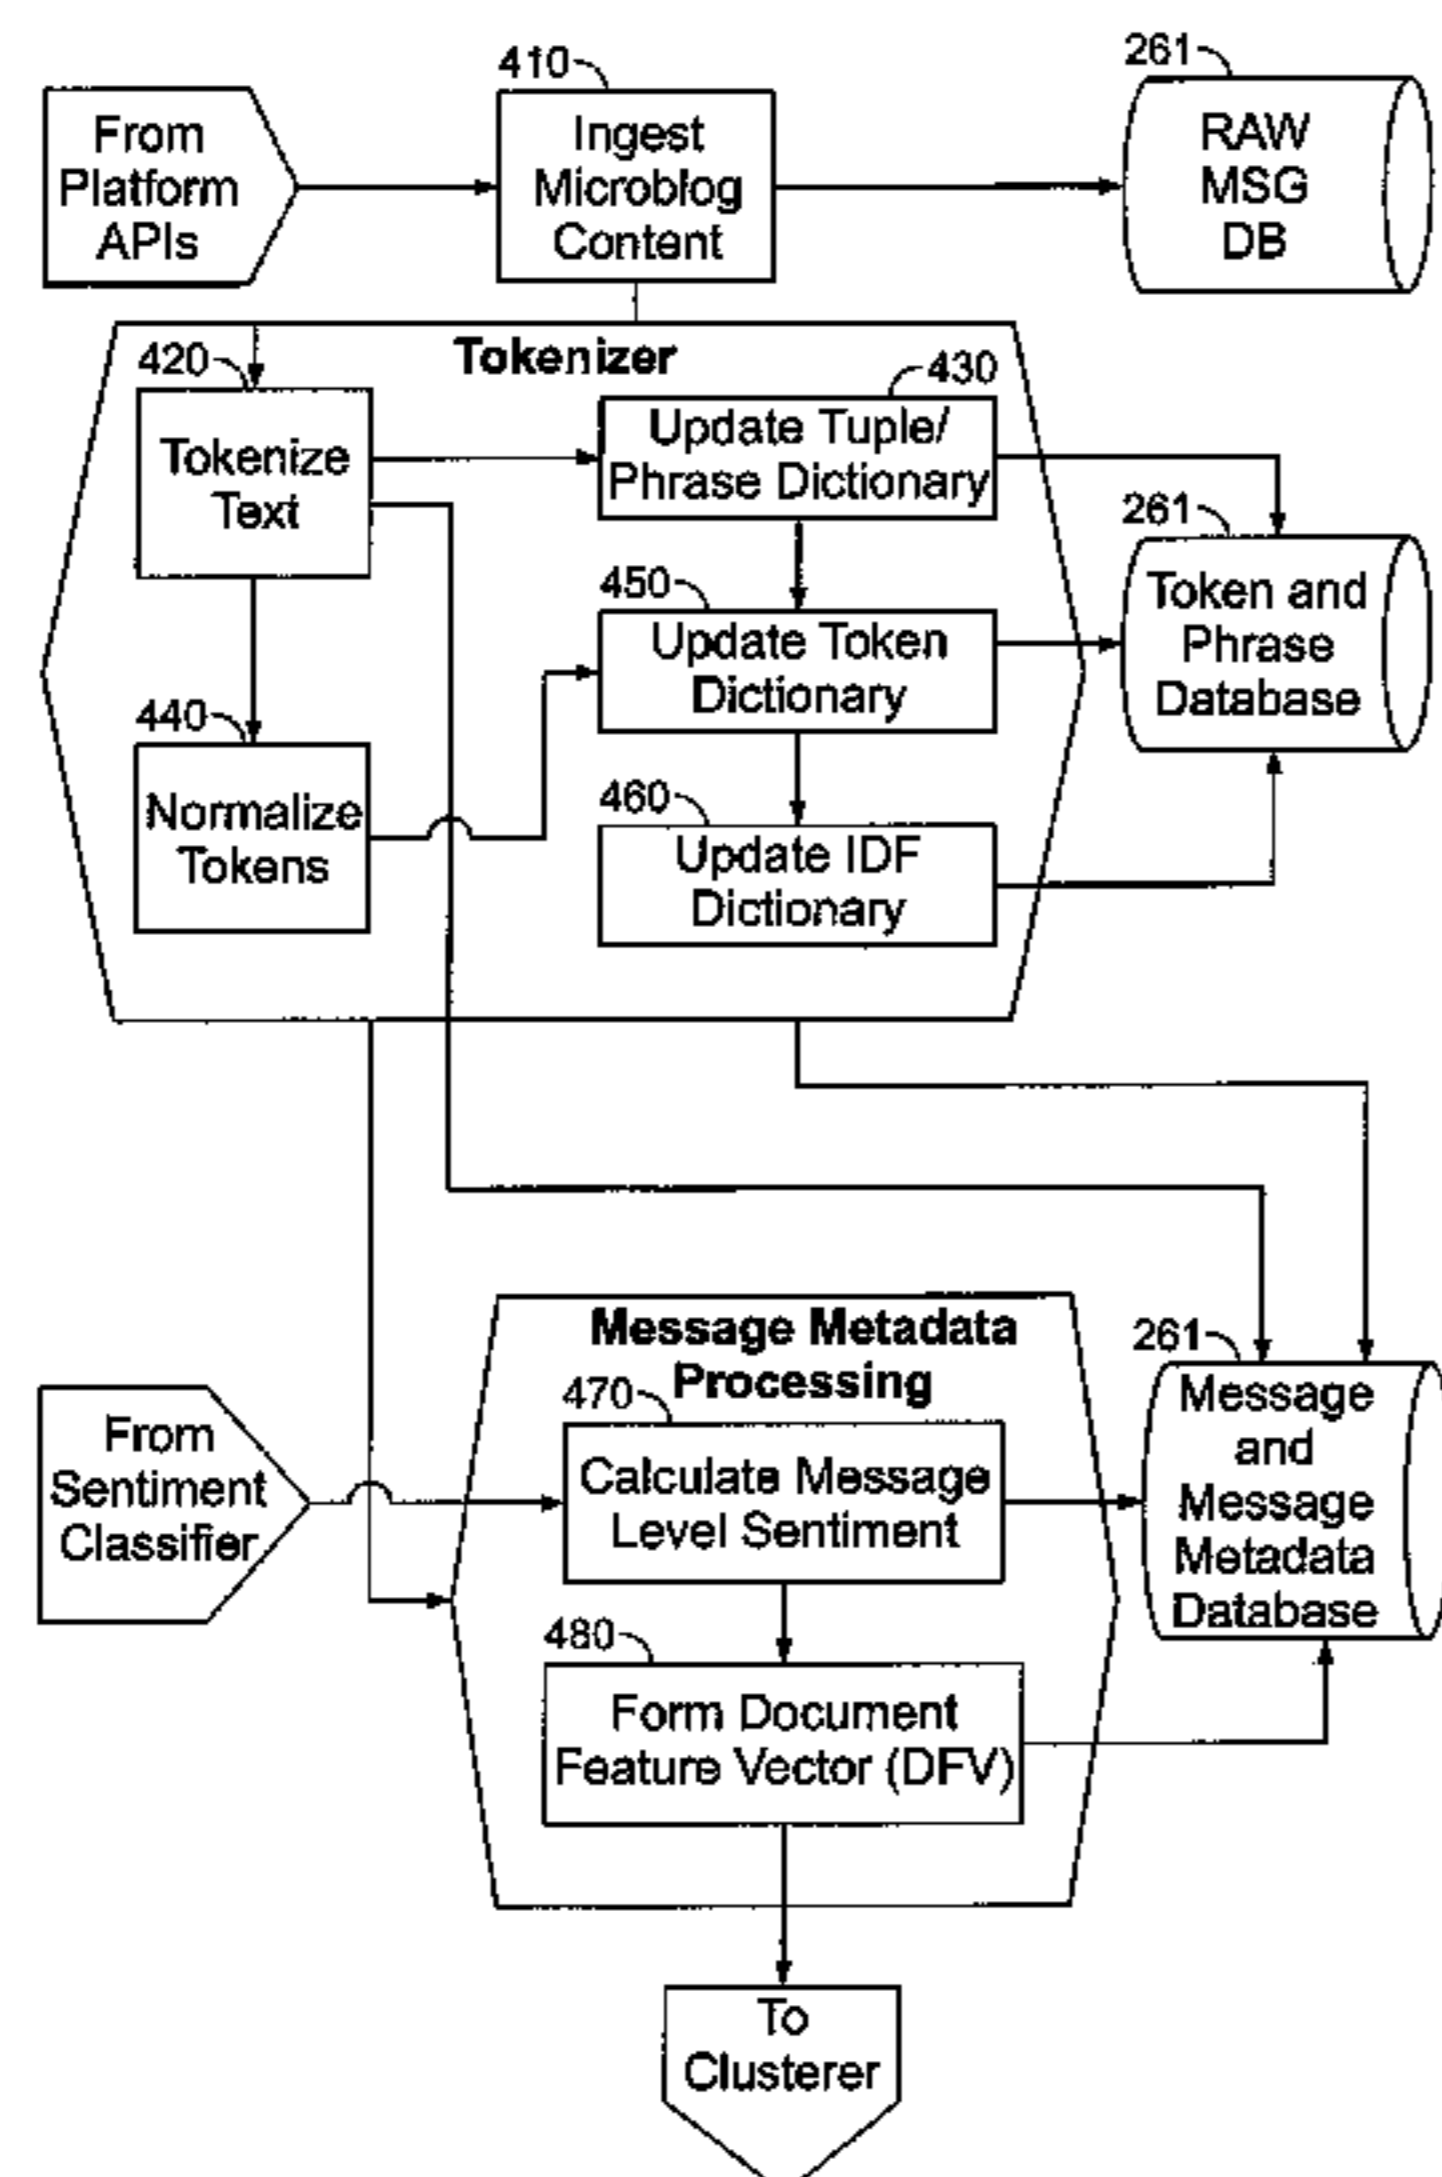 410
261
From
Platform
APIs
Ingest
Microblog
Content
RAW
MSG
DB
Tokenizer
420
430
Tokenize
Text
Update Tuple/
Phrase Dictionary
261
Token and
Phrase
Database
450
Update Token
Dictionary
440
Normalize
Tokens
460
Update IDF
Dictionary
Message Metadata
Processing
261
From
Sentiment
Classifier
470
Calculate Message
Level Sentiment
Message
and
Message
Metadata
Database
480
Form Document
Feature Vector (DFV)
To
Clusterer